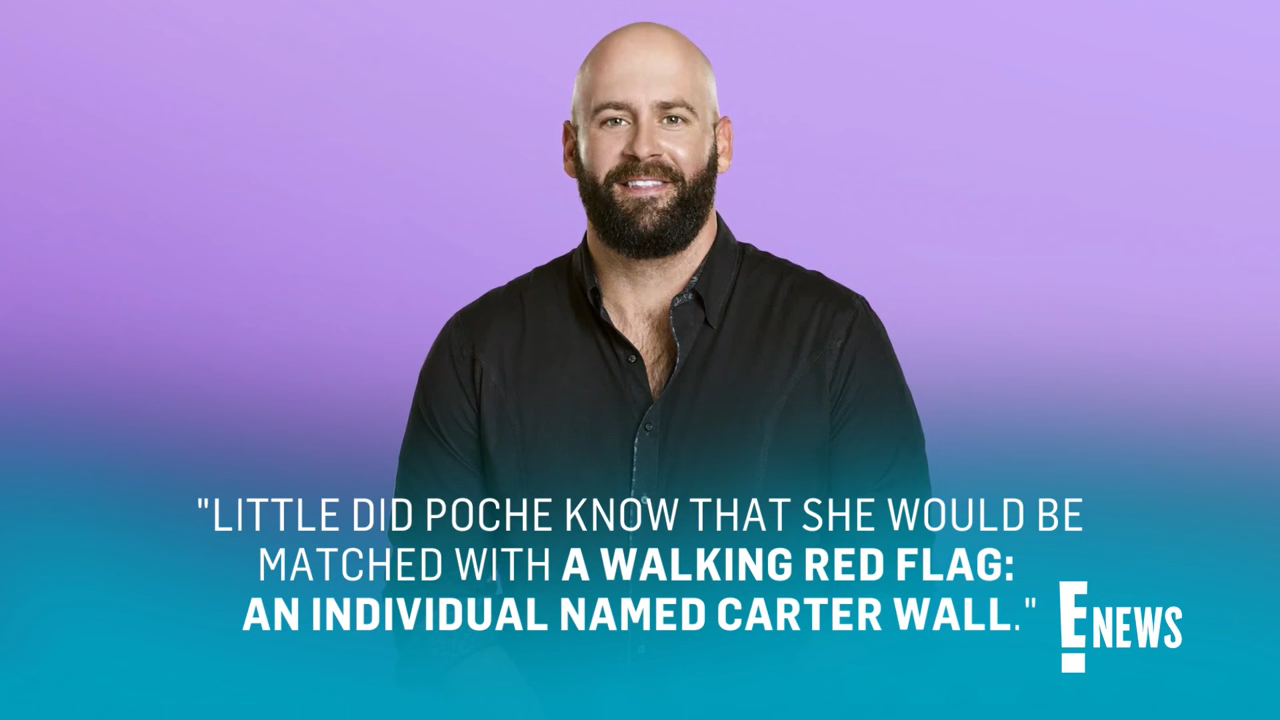 "LITTLE DID POCHE KNOW THAT SHE WOULD BE
MATCHED WITH A WALKING RED FLAG:
AN INDIVIDUAL NAMED CARTER WALL."
E! NEWS